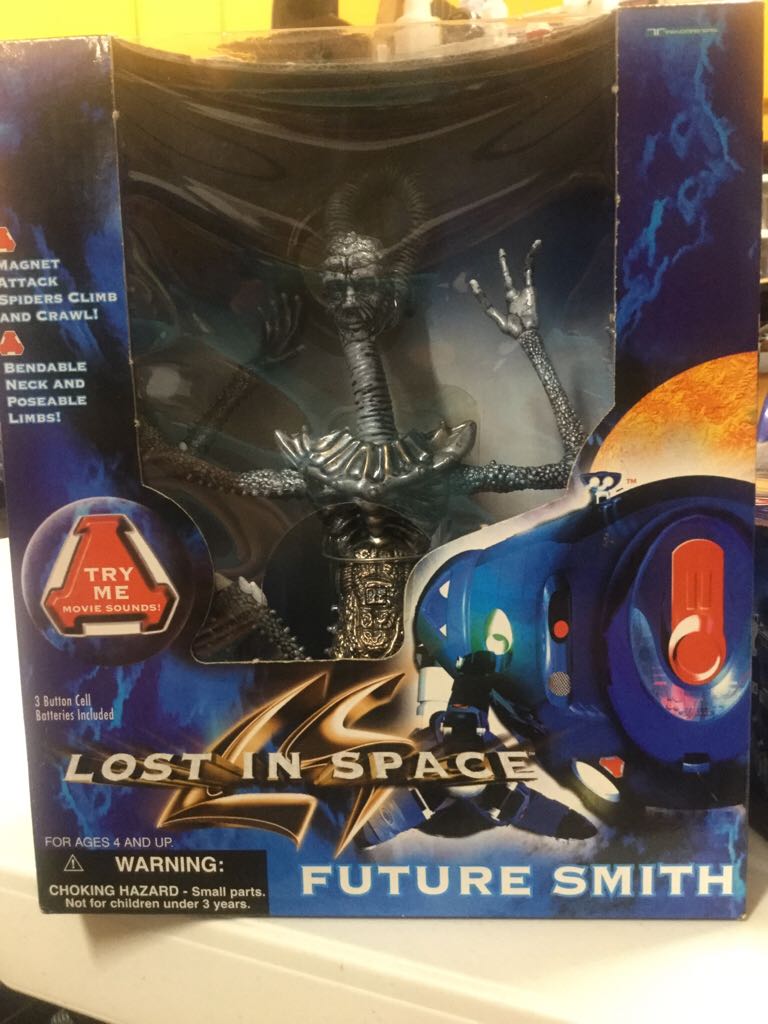 MAGNET
ATTACK
SPIDERS CLIMB
AND CRAWL!
BENDABLE
NECK AND
POSEABLE
LIMBS!
TRY
ME
MOVIE SOUNDS!
TM
3 Button Cell
Batteries Included
LOST IN SPACE
FOR AGES 4 AND UP.
WARNING:
CHOKING HAZARD - Small parts.
Not for children under 3 years.
FUTURE SMITH